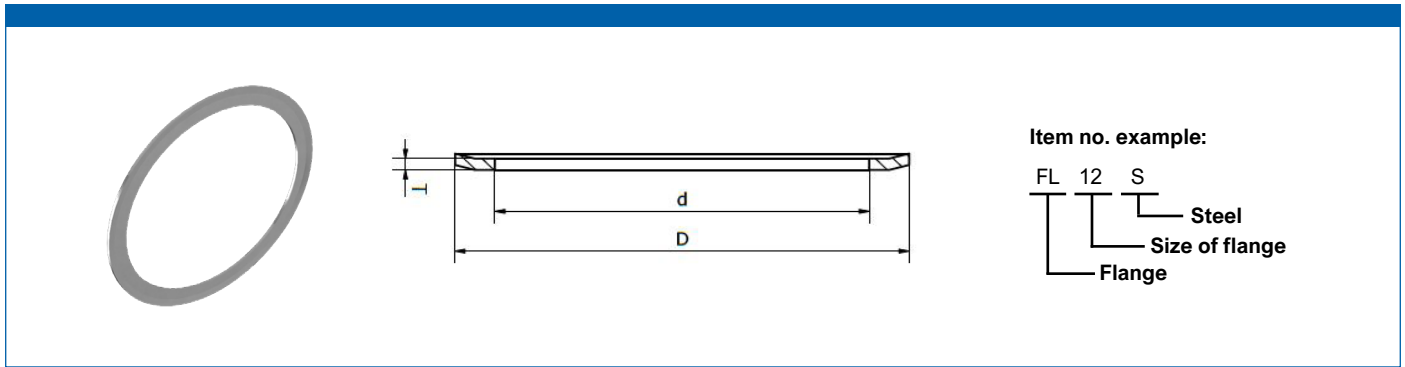 T
d
D
Item no. example:
FL 12 S
Steel
Size of flange
Flange